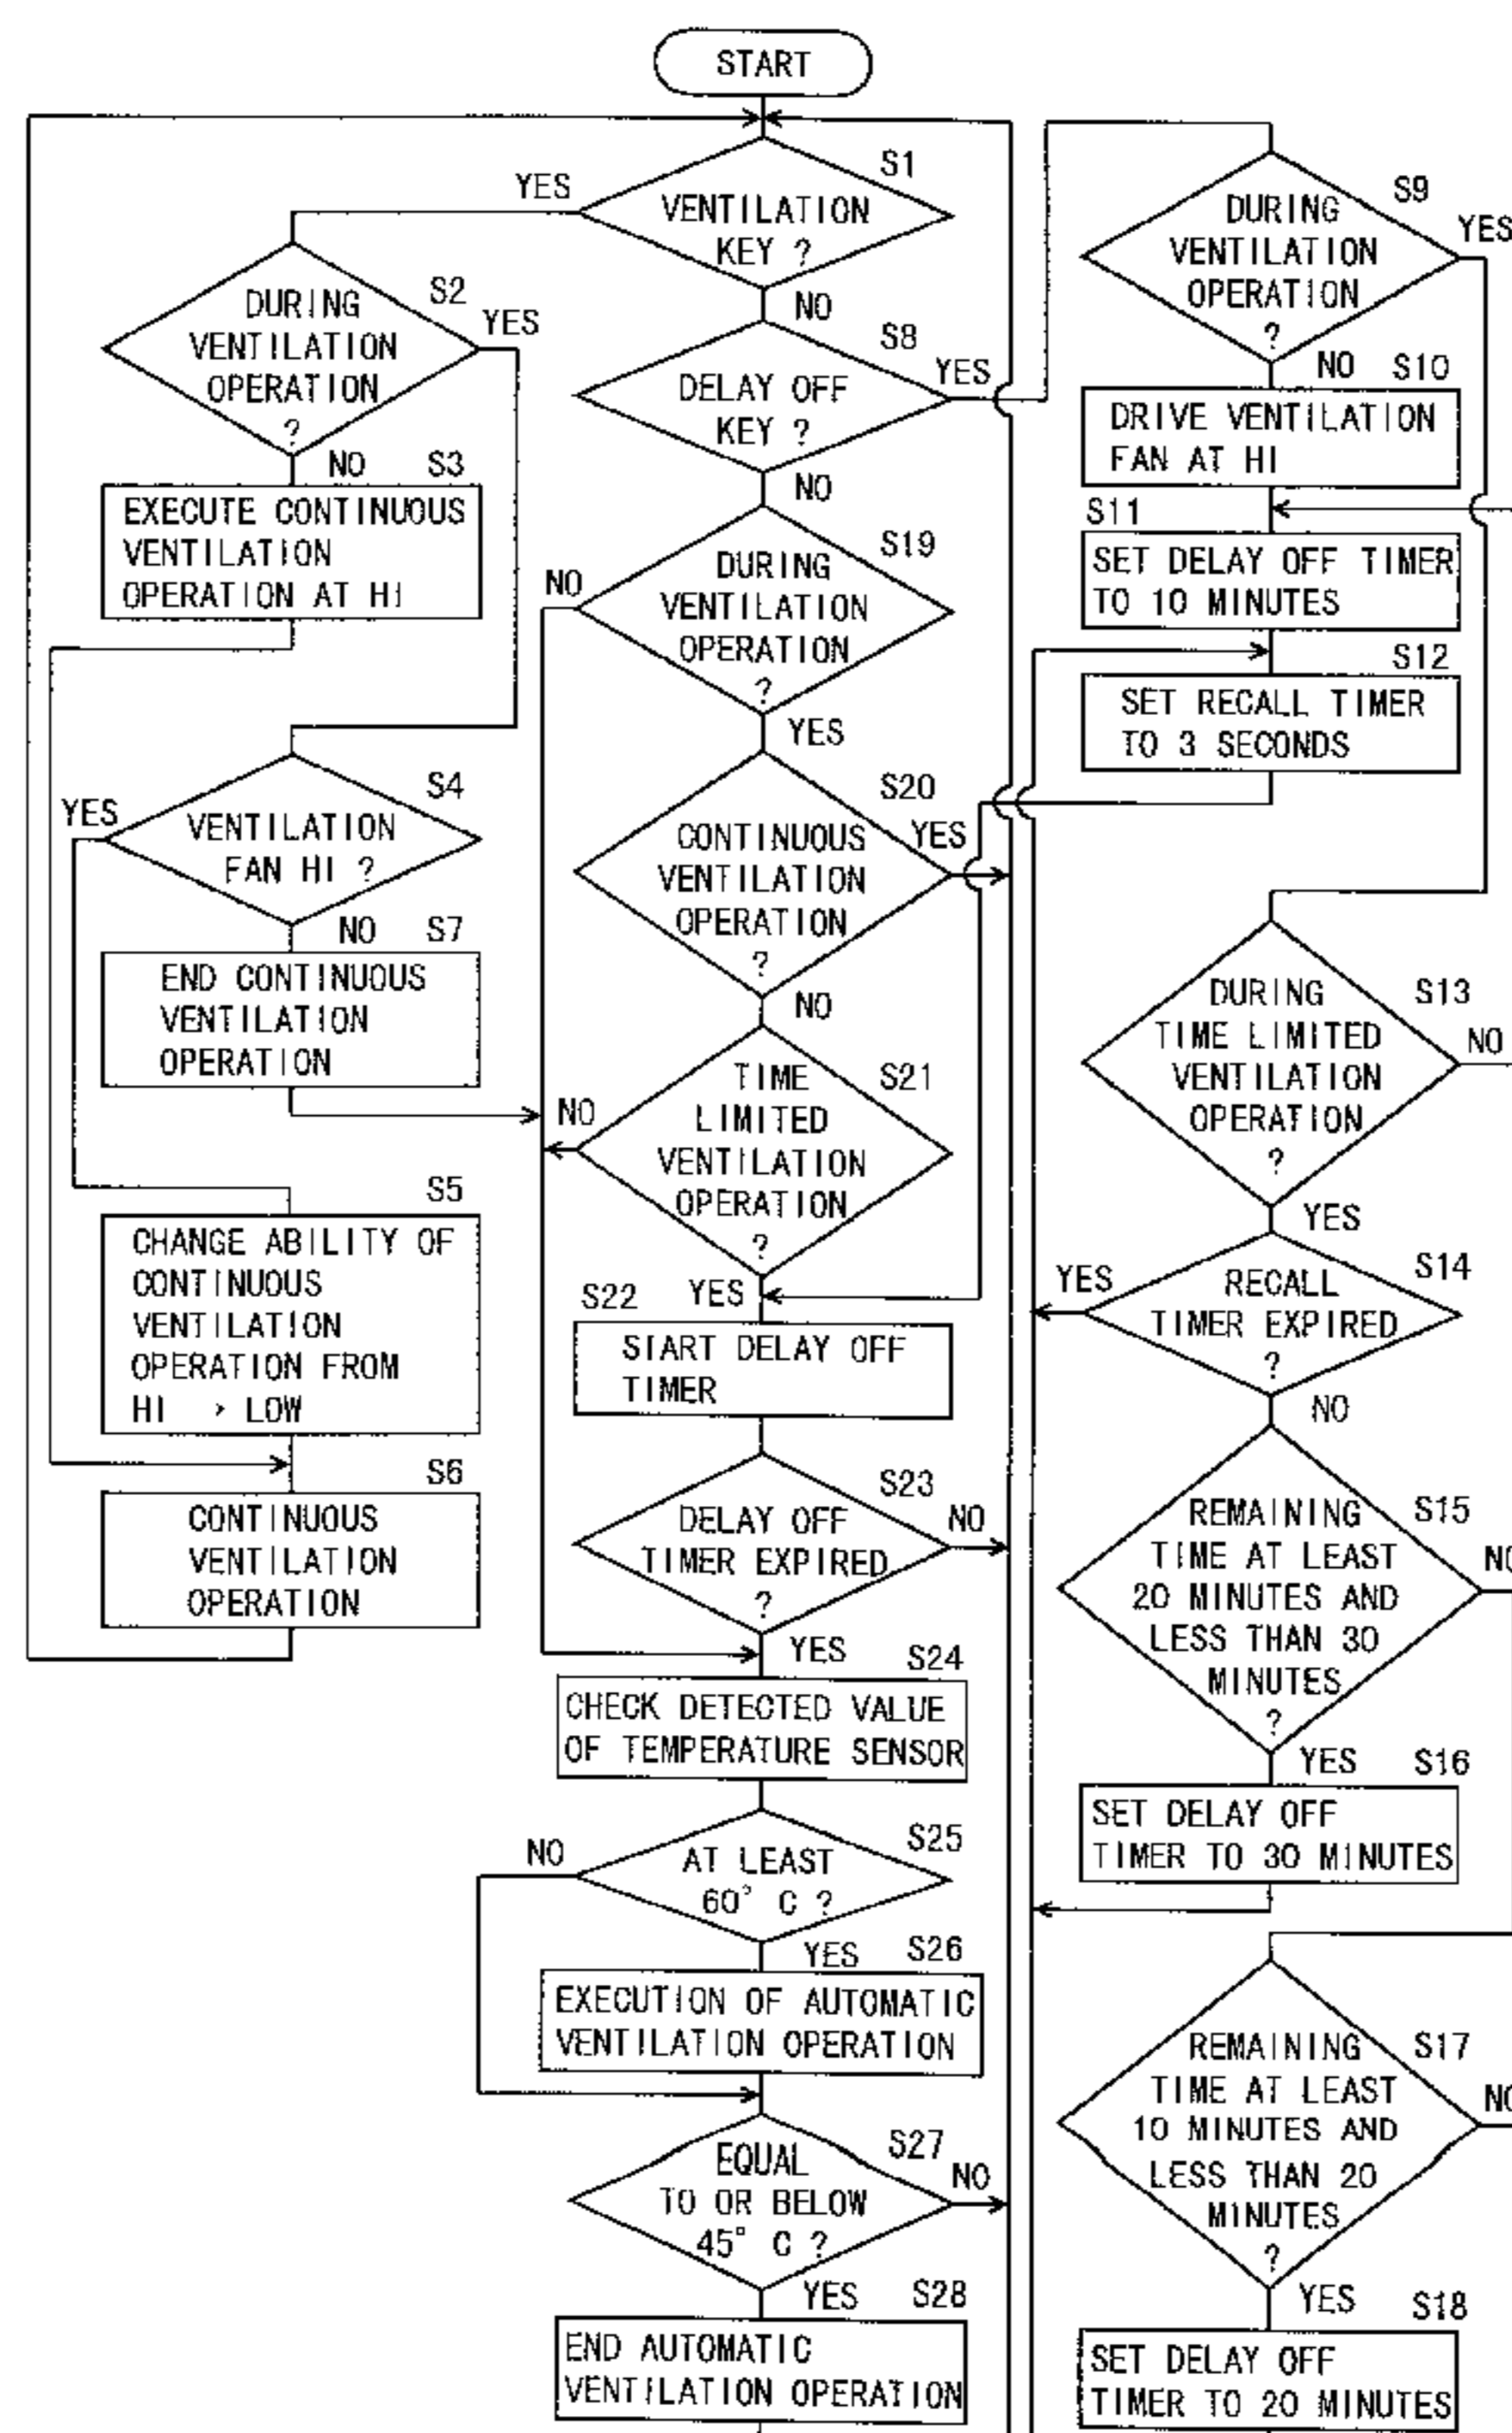 START
S1
YES
VENTILATION
KEY ?
NO
S2
DURING
VENTILATION
OPERATION
?
YES
NO
S3
EXECUTE CONTINUOUS
VENTILATION
OPERATION AT HI
S4
YES
VENTILATION
FAN HI ?
NO
S7
END CONTINUOUS
VENTILATION
OPERATION
S5
CHANGE ABILITY OF
CONTINUOUS
VENTILATION
OPERATION FROM
HI > LOW
S6
CONTINUOUS
VENTILATION
OPERATION
S8
YES
DELAY OFF
KEY ?
NO
S19
NO
DURING
VENTILATION
OPERATION
?
YES
S20
YES
CONTINUOUS
VENTILATION
OPERATION
?
NO
S21
NO
TIME
LIMITED
VENTILATION
OPERATION
?
YES
S22
START DELAY OFF
TIMER
S23
DELAY OFF
TIMER EXPIRED
?
NO
YES
S24
CHECK DETECTED VALUE
OF TEMPERATURE SENSOR
S25
NO
AT LEAST
60° C ?
YES
S26
EXECUTION OF AUTOMATIC
VENTILATION OPERATION
S27
EQUAL
TO OR BELOW
45° C ?
NO
YES
S28
END AUTOMATIC
VENTILATION OPERATION
S9
DURING
VENTILATION
OPERATION
?
YES
NO
S10
DRIVE VENTILATION
FAN AT HI
S11
SET DELAY OFF TIMER
TO 10 MINUTES
S12
SET RECALL TIMER
TO 3 SECONDS
S13
DURING
TIME LIMITED
VENTILATION
OPERATION
?
NO
YES
S14
YES
RECALL
TIMER EXPIRED
?
NO
S15
REMAINING
TIME AT LEAST
20 MINUTES AND
LESS THAN 30
MINUTES
?
NO
YES
S16
SET DELAY OFF
TIMER TO 30 MINUTES
S17
REMAINING
TIME AT LEAST
10 MINUTES AND
LESS THAN 20
MINUTES
?
NO
YES
S18
SET DELAY OFF
TIMER TO 20 MINUTES